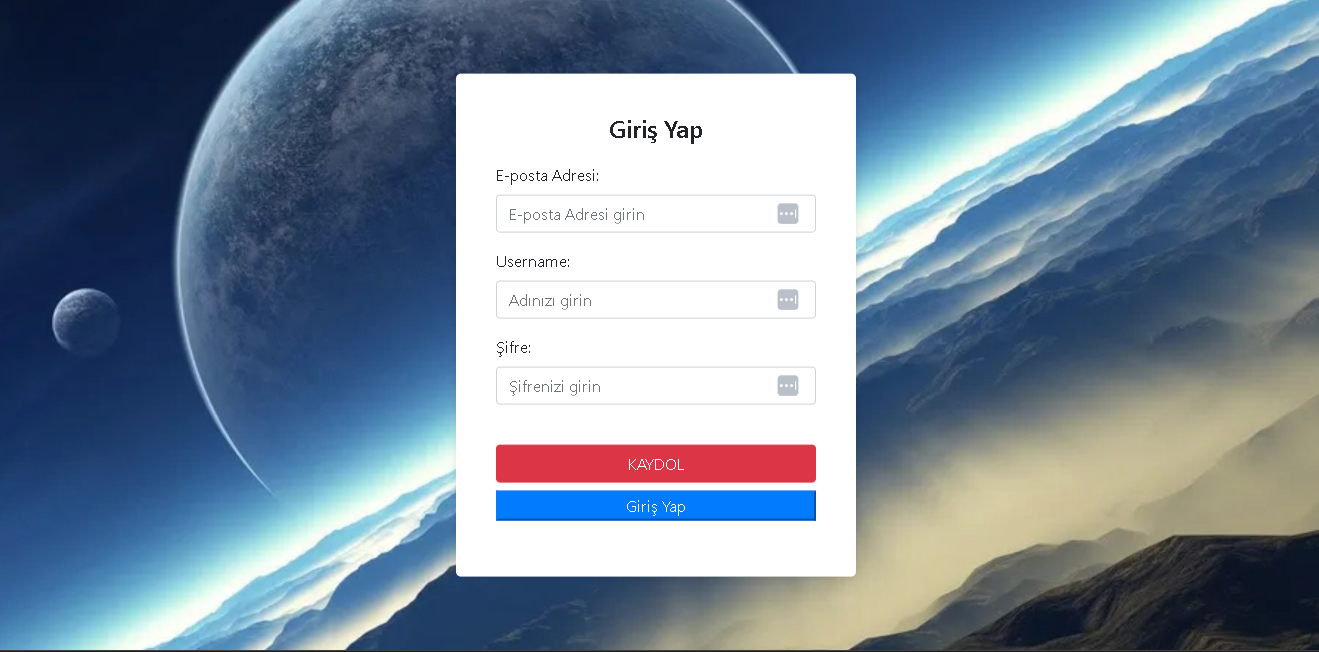 Giriş Yap
E-posta Adresi:
E-posta Adresi girin
Username:
Adınızı girin
Şifre:
Şifrenizi girin
KAYDOL
Giriş Yap